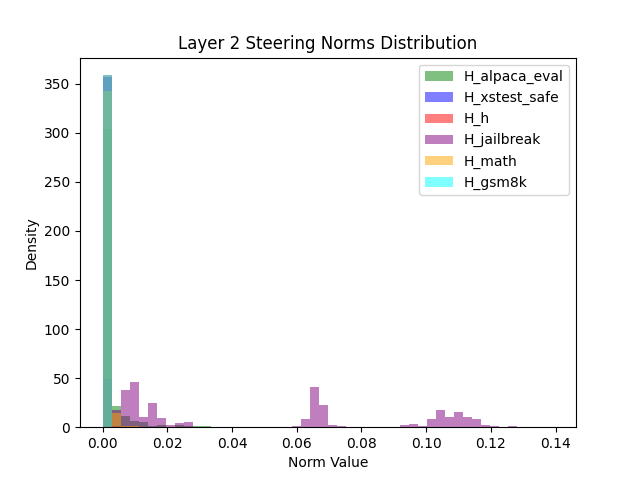 Layer 2 Steering Norms Distribution
350
300
250
200
150
100
50
0
Density
H_alpaca_eval
H_xstest_safe
H_h
H_jailbreak
H_math
H_gsm8k
0.00 0.02 0.04 0.06 0.08 0.10 0.12 0.14
Norm Value